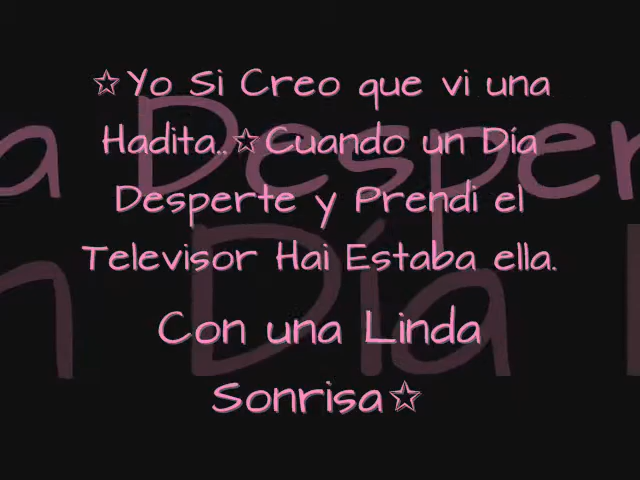 ☆Yo Si Creo que vi una
Hadita..☆Cuando un Día
Desperte y Prendi el
Televisor Hai Estaba ella.
Con una Linda
Sonrisa☆